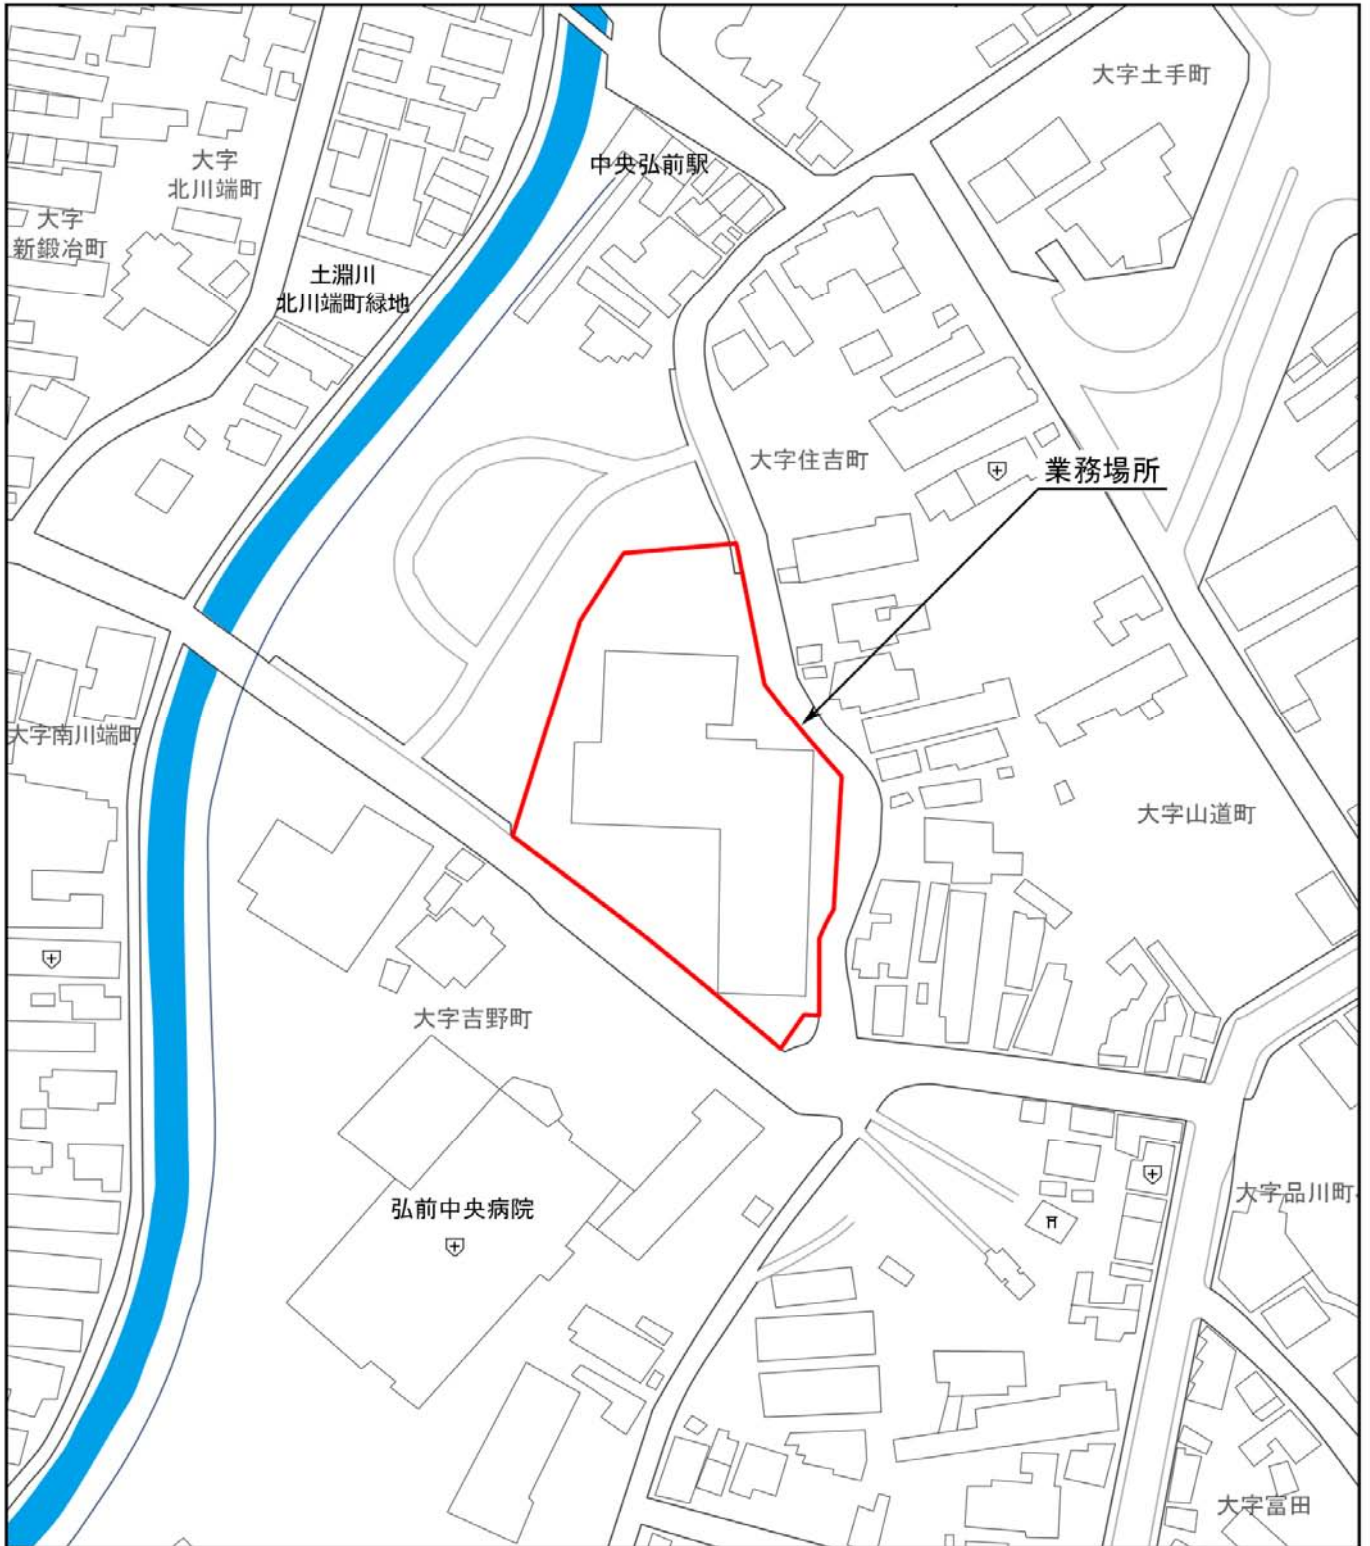 大字土手町
中央弘前駅
大字
北川端町
大字
新鍛冶町
土淵川
北川端町緑地
大字住吉町
業務場所
大字南川端町
大字山道町
大字吉野町
大字品川町
弘前中央病院
大字富田